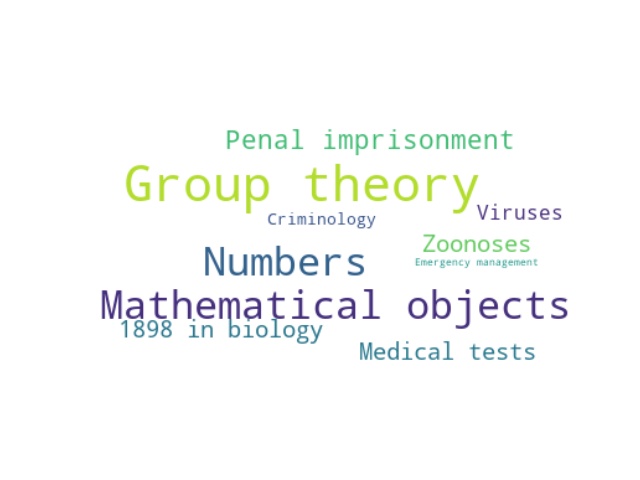 Penal imprisonment
Group theory
Viruses
Criminology
Zoonoses
Numbers
Emergency management
Mathematical objects
1898 in biology
Medical tests